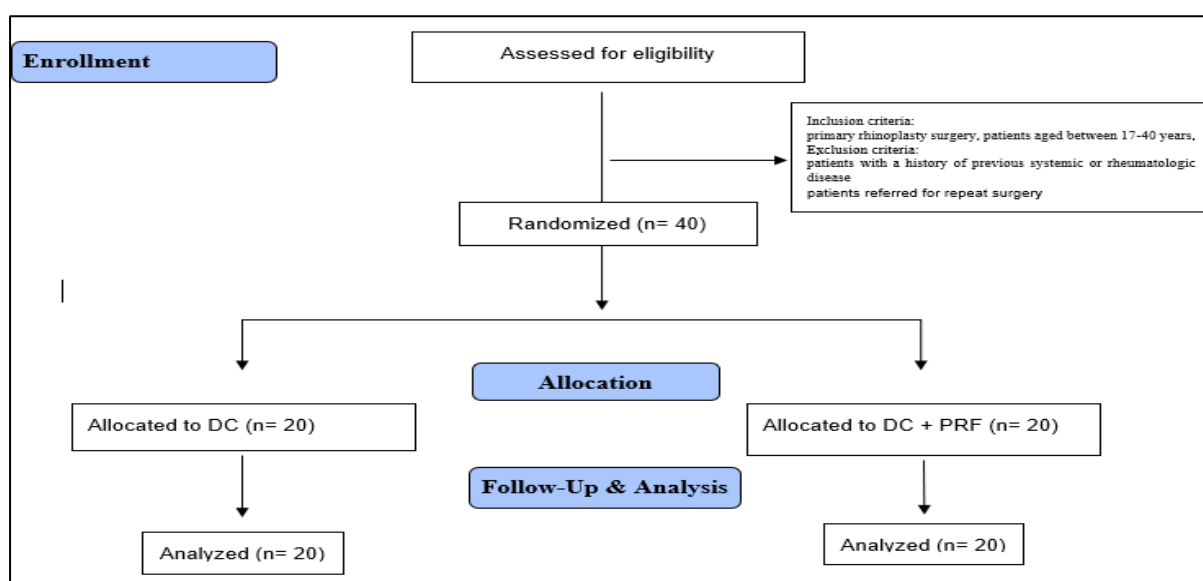 Assessed for eligibility
Enrollment
Inclusion criteria:
primary rhinoplasty surgery, patients aged between 17-40 years,
Exclusion criteria:
patients with a history of previous systemic or rheumatologic
disease
patients referred for repeat surgery
Randomized (n= 40)
Allocation
Allocated to DC (n= 20)
Allocated to DC + PRF (n= 20)
Follow-Up & Analysis
Analyzed (n= 20)
Analyzed (n= 20)